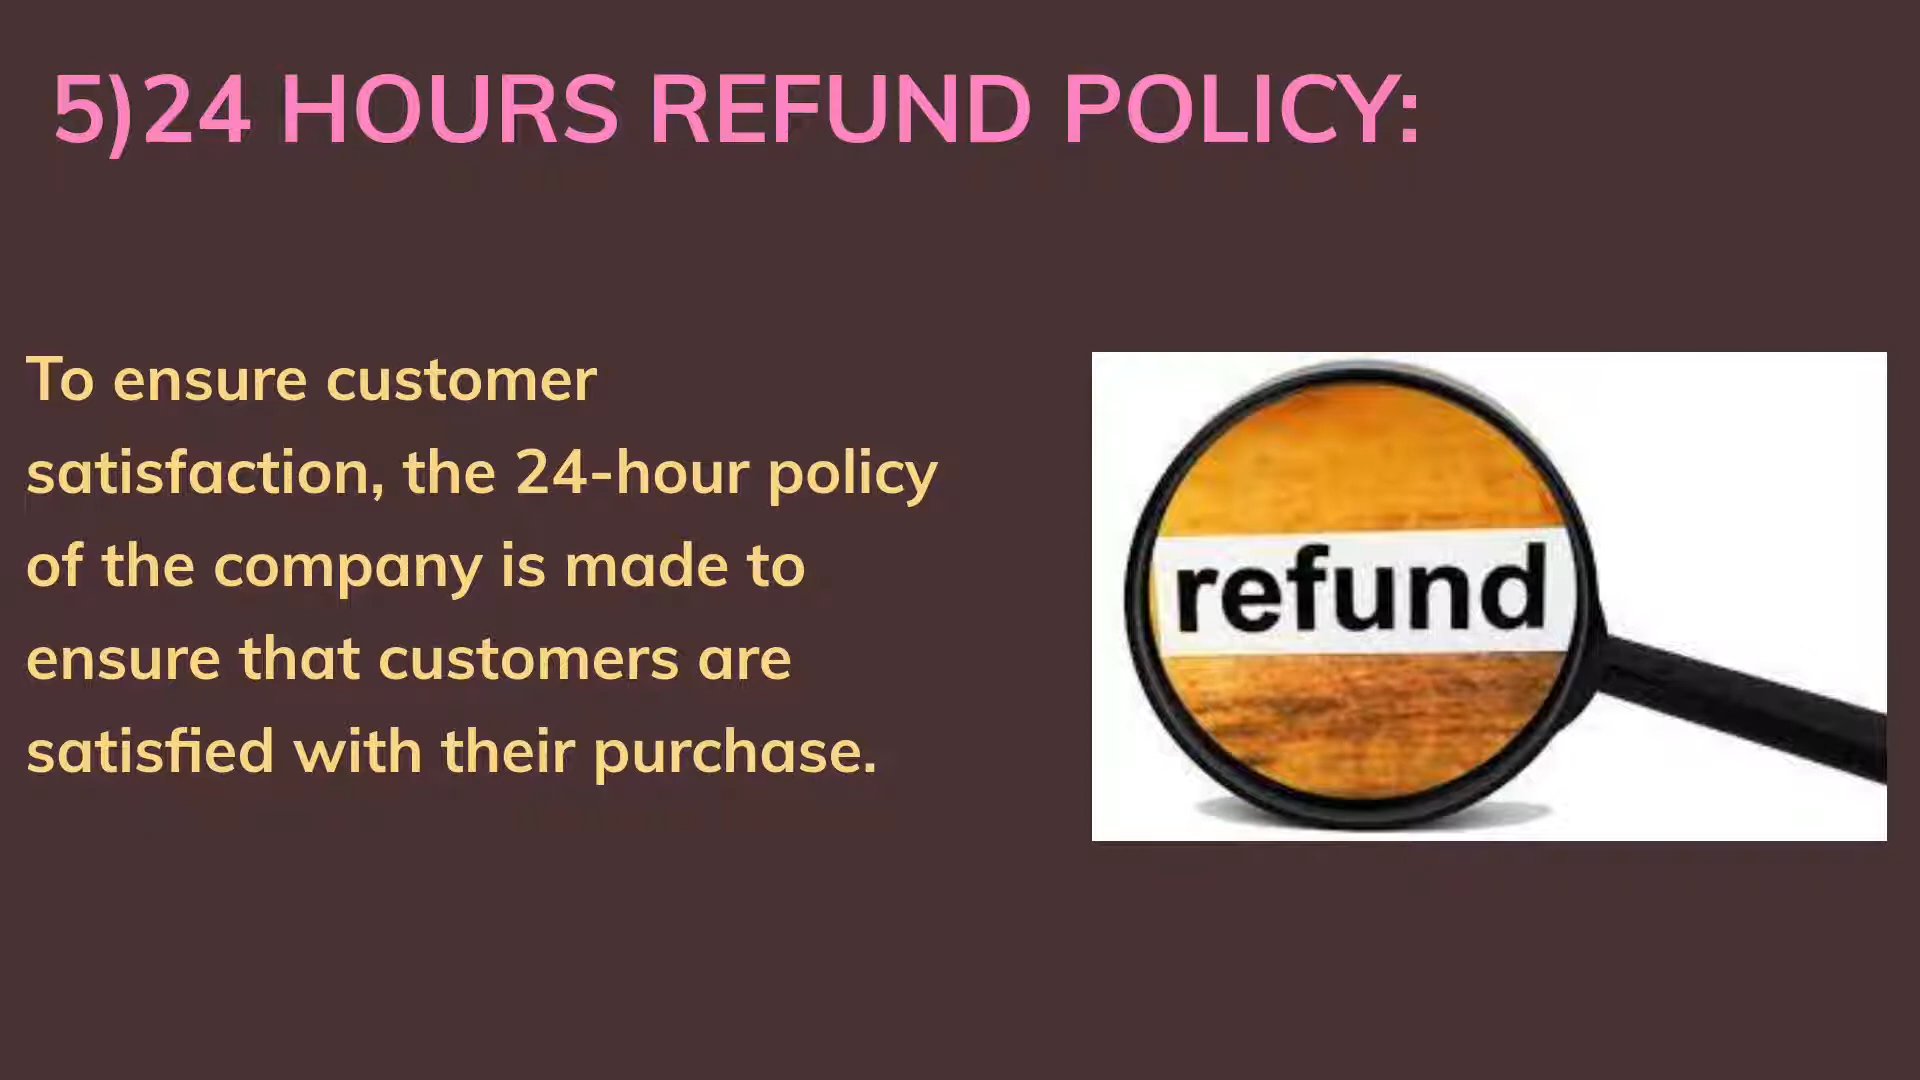 5)24 HOURS REFUND POLICY:
To ensure customer
satisfaction, the 24-hour policy
of the company is made to
ensure that customers are
satisfied with their purchase.
refund